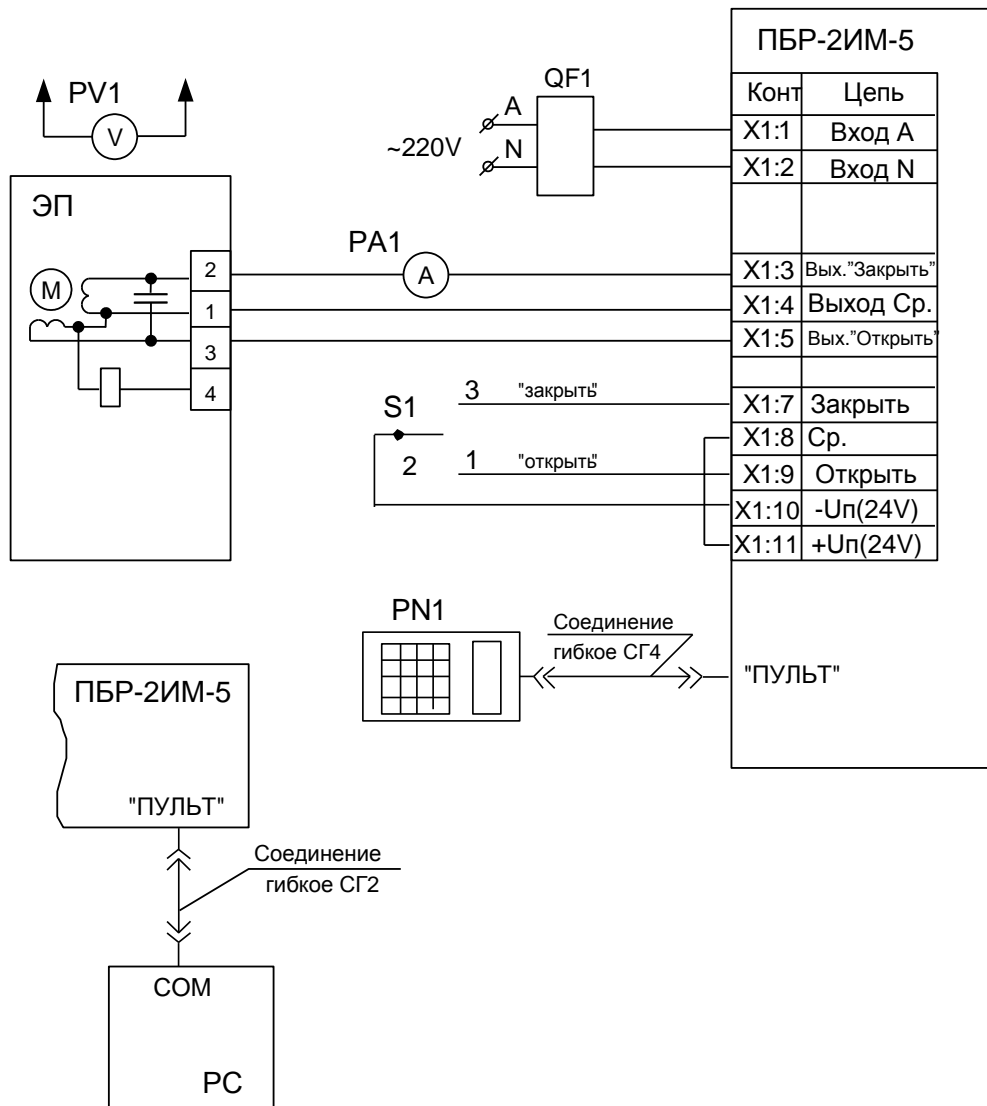 ПБР-2ИМ-5
Конт Цепь
X1:1 Вход А
X1:2 Вход N
X1:3 Вых."Закрыть"
X1:4 Выход Ср.
X1:5 Вых."Открыть"
X1:7 Закрыть
X1:8 Ср.
X1:9 Открыть
X1:10 -Uп(24V)
X1:11 +Uп(24V)
"ПУЛЬТ"
QF1
A
N
~220V
PV1
V
ЭП
M
2
1
3
4
PA1
A
S1
3 "закрыть"
2
1 "открыть"
PN1
Соединение
гибкое СГ4
ПБР-2ИМ-5
"ПУЛЬТ"
Соединение
гибкое СГ2
COM
PC